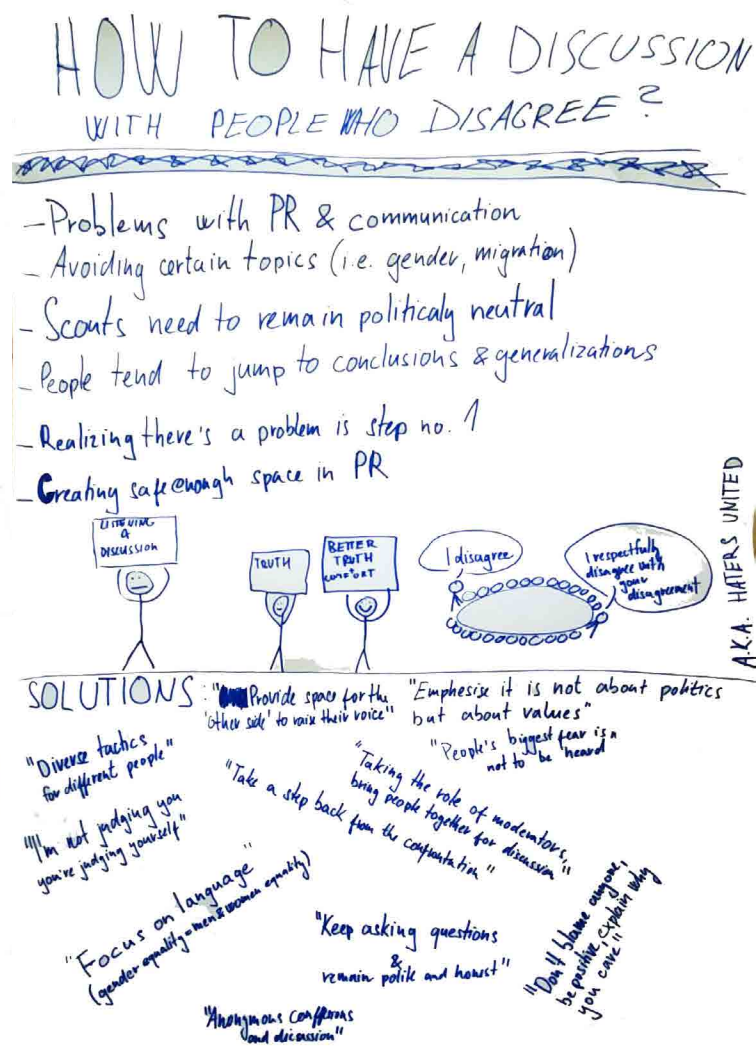 HOW TO HAVE A DISCUSSION
WITH PEOPLE WHO DISAGREE?
- Problems with PR & communication
- Avoiding certain topics (i.e. gender, migration)
- Scouts need to remain politicaly neutral
- People tend to jump to conclusions & generalizations
- Realizing there's a problem is step no. 1
- Creating safe enough space in PR
LISTENING
&
DISCUSSION
TRUTH
BETTER
TRUTH
COMFORT
I disagree
I respectfully
disagree with
your
disagreement
A.K.A. HATERS UNITED
SOLUTIONS:
"Provide space for the
'other side' to raise their voice"
"Emphesise it is not about politics
but about values"
"People's biggest fear is
not to be heard
"Diverse tactics
for different people"
"Taking the role of moderators,
bring people together for discussion"
"Take a step back from the confrontation"
"I'm not judging you
you're judging yourself"
"Focus on language"
(gender equality = men & women equality)
"Keep asking questions
&
remain polite and honest"
"Don't blame anyone,
be positive, explain why
you care"
"Anonymous
and discussion"